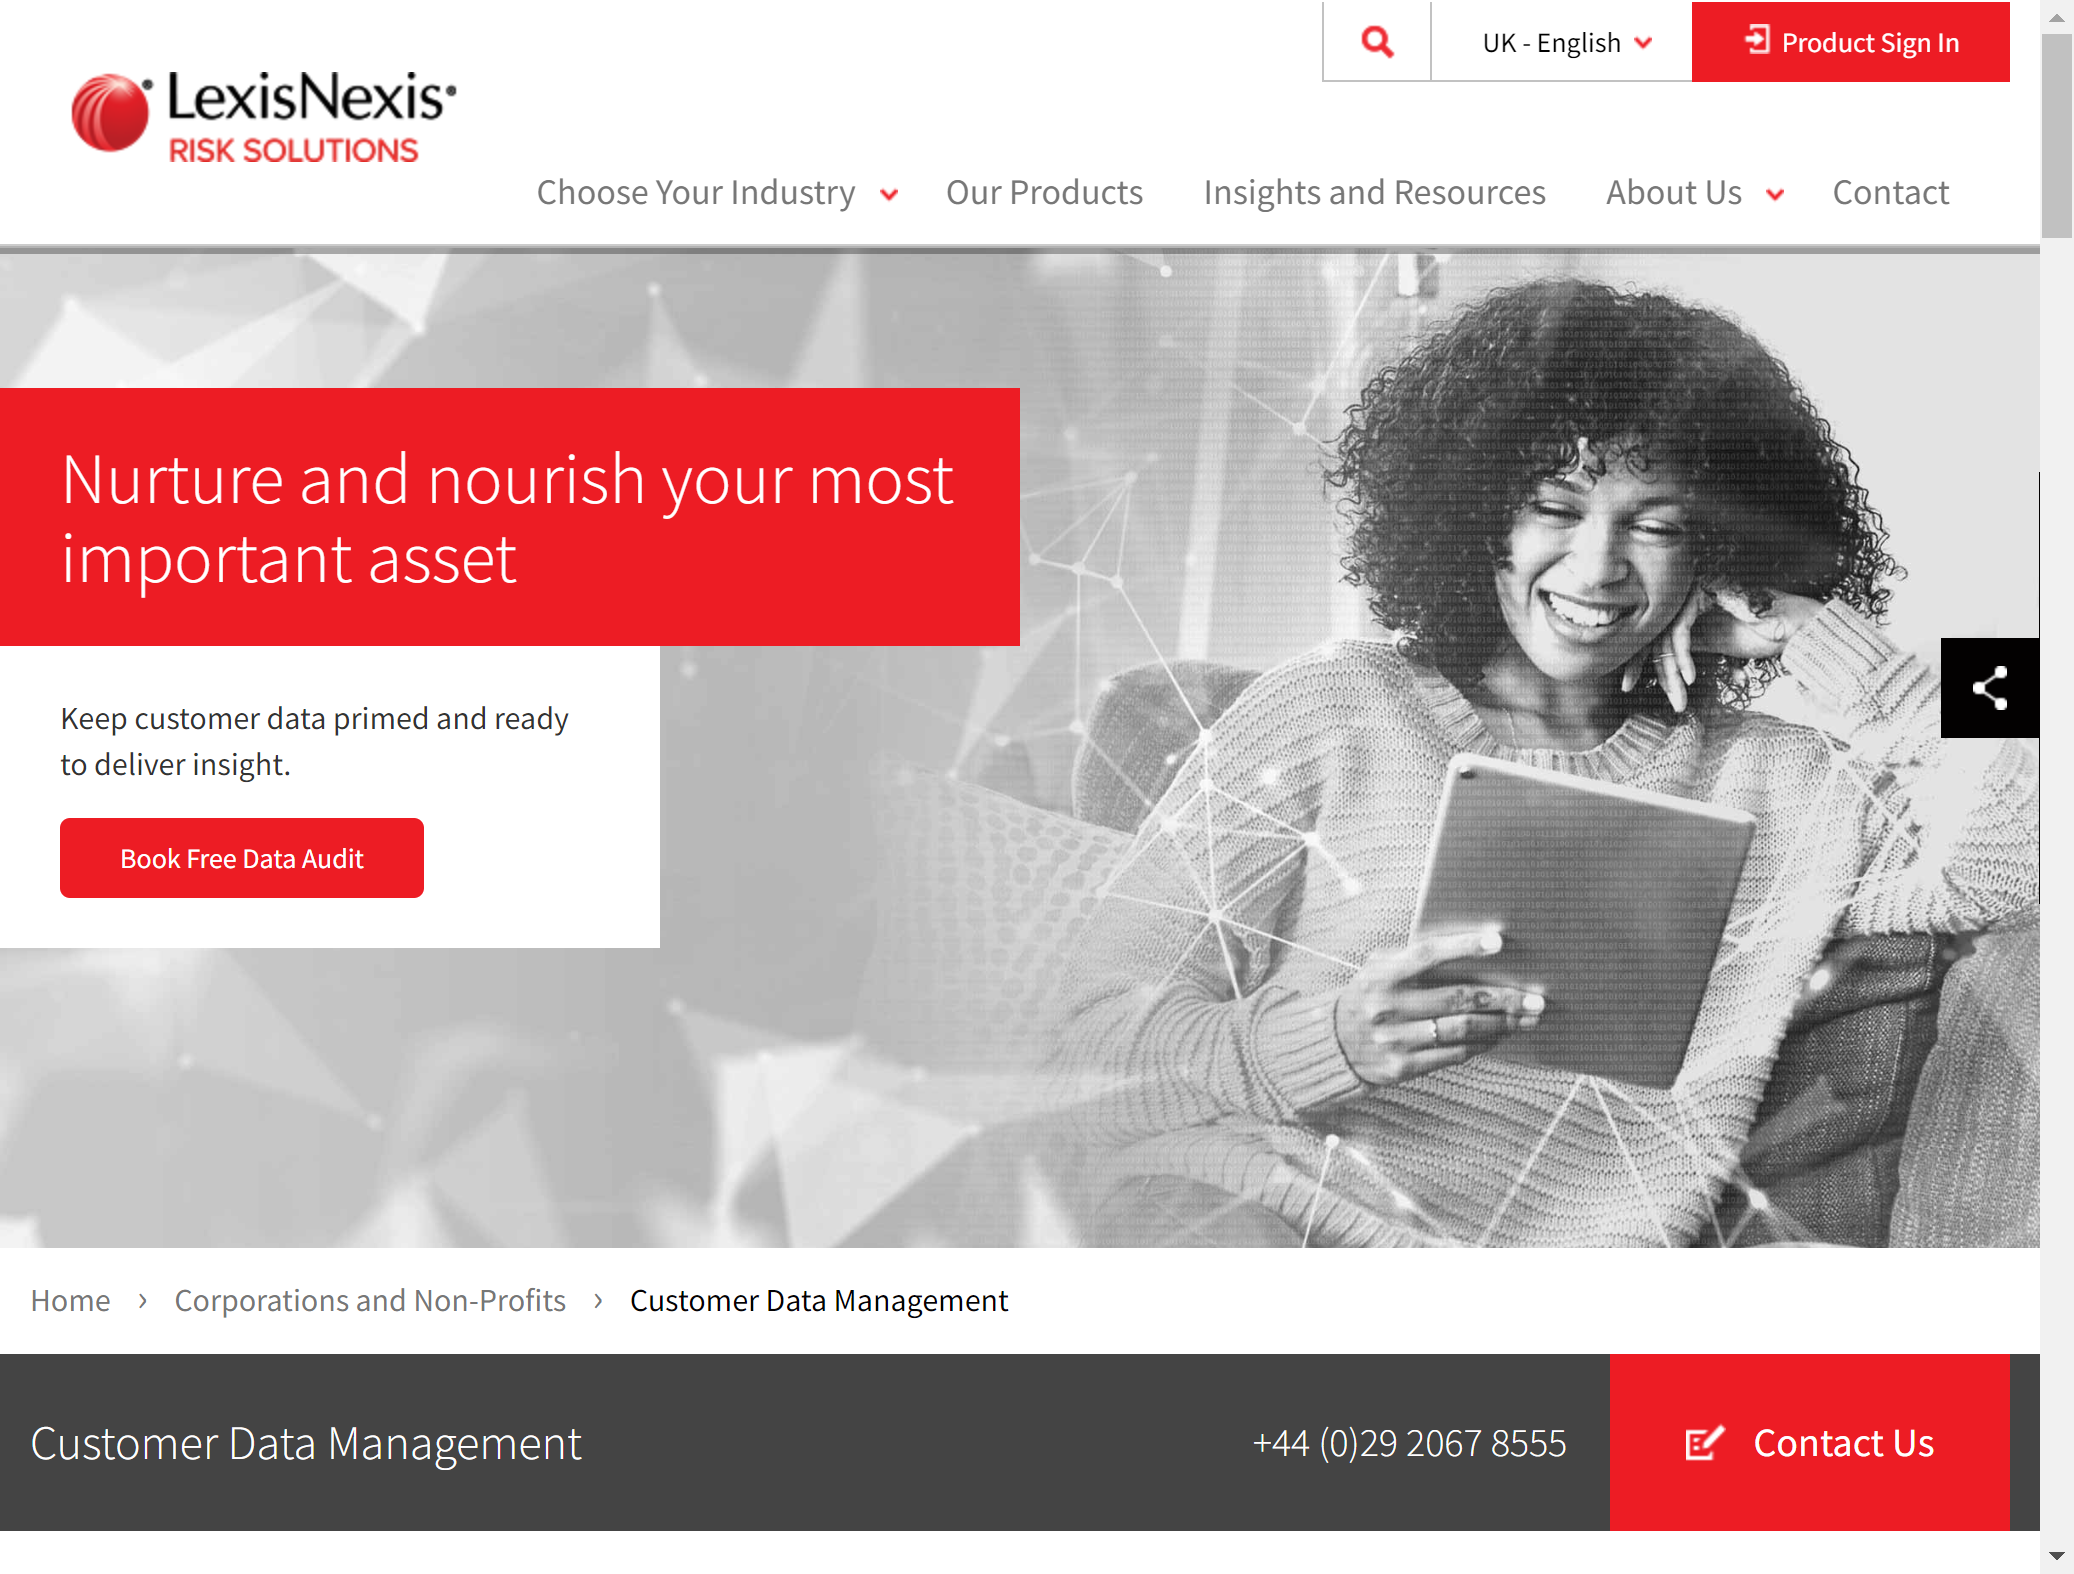 UK - English
Product Sign In
LexisNexis
RISK SOLUTIONS
Choose Your Industry
Our Products
Insights and Resources
About Us
Contact
Nurture and nourish your most
important asset
Keep customer data primed and ready
to deliver insight.
Book Free Data Audit
Home › Corporations and Non-Profits › Customer Data Management
Customer Data Management
+44 (0)29 2067 8555
Contact Us